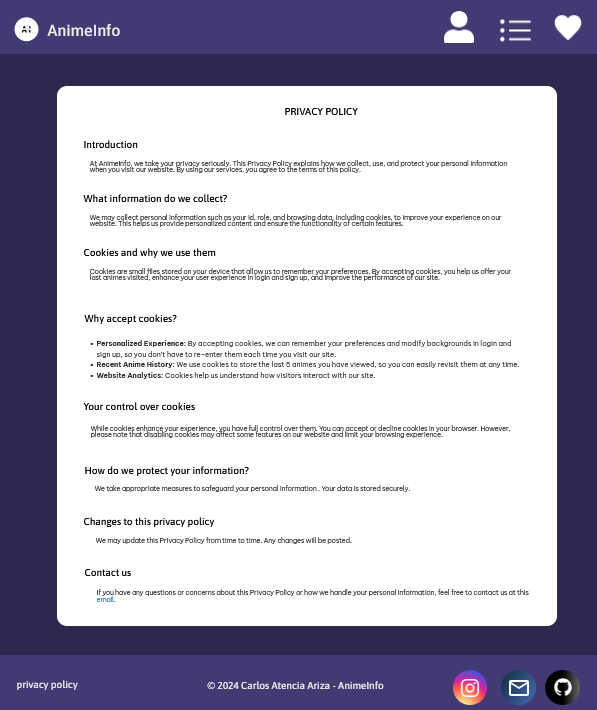 Ai AnimeInfo
PRIVACY POLICY
Introduction
At AnimeInfo, we take your privacy seriously. This Privacy Policy explains how we collect, use, and protect your personal information
when you visit our website. By using our services, you agree to the terms of this policy.
What information do we collect?
We may collect personal information such as your id, role, and browsing data, including cookies, to improve your experience on our
website. This helps us provide personalized content and ensure the functionality of certain features.
Cookies and why we use them
Cookies are small files stored on your device that allow us to remember your preferences. By accepting cookies, you help us offer your
last animes visited, enhance your user experience in login and sign up, and improve the performance of our site.
Why accept cookies?
• Personalized Experience: By accepting cookies, we can remember your preferences and modify backgrounds in login and
sign up, so you don't have to re-enter them each time you visit our site.
• Recent Anime History: We use cookies to store the last 5 animes you have viewed, so you can easily revisit them at any time.
• Website Analytics: Cookies help us understand how visitors interact with our site.
Your control over cookies
While cookies enhance your experience, you have full control over them. You can accept or decline cookies in your browser. However,
please note that disabling cookies may affect some features on our website and limit your browsing experience.
How do we protect your information?
We take appropriate measures to safeguard your personal information . Your data is stored securely.
Changes to this privacy policy
We may update this Privacy Policy from time to time. Any changes will be posted.
Contact us
If you have any questions or concerns about this Privacy Policy or how we handle your personal information, feel free to contact us at this
email.
privacy policy
© 2024 Carlos Atencia Ariza - AnimeInfo